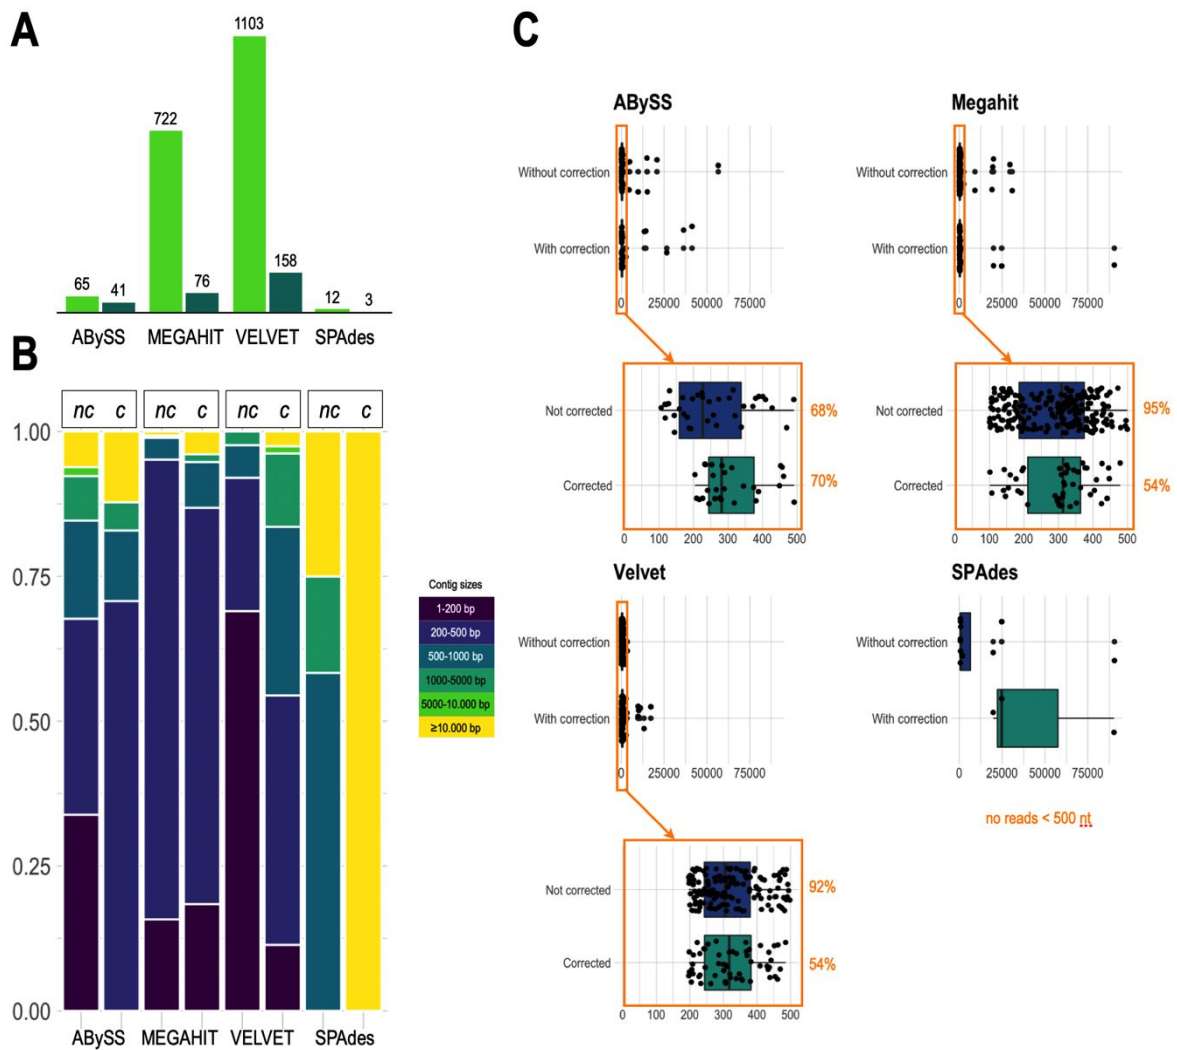 A
1103
722
158
65
41
76
12
3
ABySS MEGAHIT VELVET SPAdes
B
nc c nc c nc c nc c
1.00
0.75
0.50
0.25
0.00
ABySS MEGAHIT VELVET SPAdes
Contig sizes
1-200 bp
200-500 bp
500-1000 bp
1000-5000 bp
5000-10.000 bp
≥10.000 bp
C
ABySS
Without correction
With correction
0 25000 50000 75000
Not corrected 68%
Corrected 70%
0 100 200 300 400 500
Megahit
Without correction
With correction
0 25000 50000 75000
Not corrected 95%
Corrected 54%
0 100 200 300 400 500
Velvet
Without correction
With correction
0 25000 50000 75000
Not corrected 92%
Corrected 54%
0 100 200 300 400 500
SPAdes
Without correction
With correction
0 25000 50000 75000
no reads < 500 nt